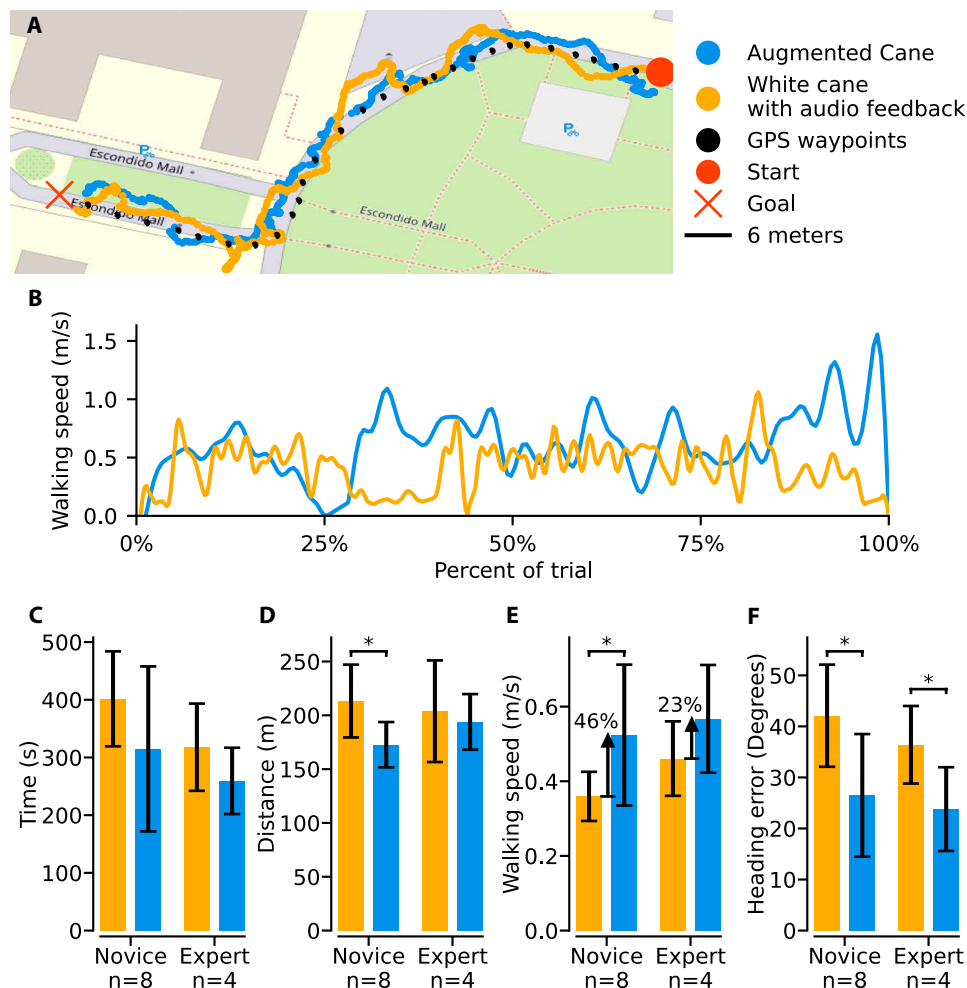 A
P
Escondido Mall
Escondido Mall
Escondido Mall
P
Augmented Cane
White cane
with audio feedback
GPS waypoints
Start
Goal
6 meters
B
Walking speed (m/s)
1.5
1.0
0.5
0.0
0%
25%
50%
75%
100%
Percent of trial
C
Time (s)
500
400
300
200
100
0
Novice
n=8
Expert
n=4
D
Distance (m)
250
200
150
100
50
0
*
Novice
n=8
Expert
n=4
E
Walking speed (m/s)
0.6
0.4
0.2
0.0
*
46%
23%
Novice
n=8
Expert
n=4
F
Heading error (Degrees)
50
40
30
20
10
0
*
*
Novice
n=8
Expert
n=4